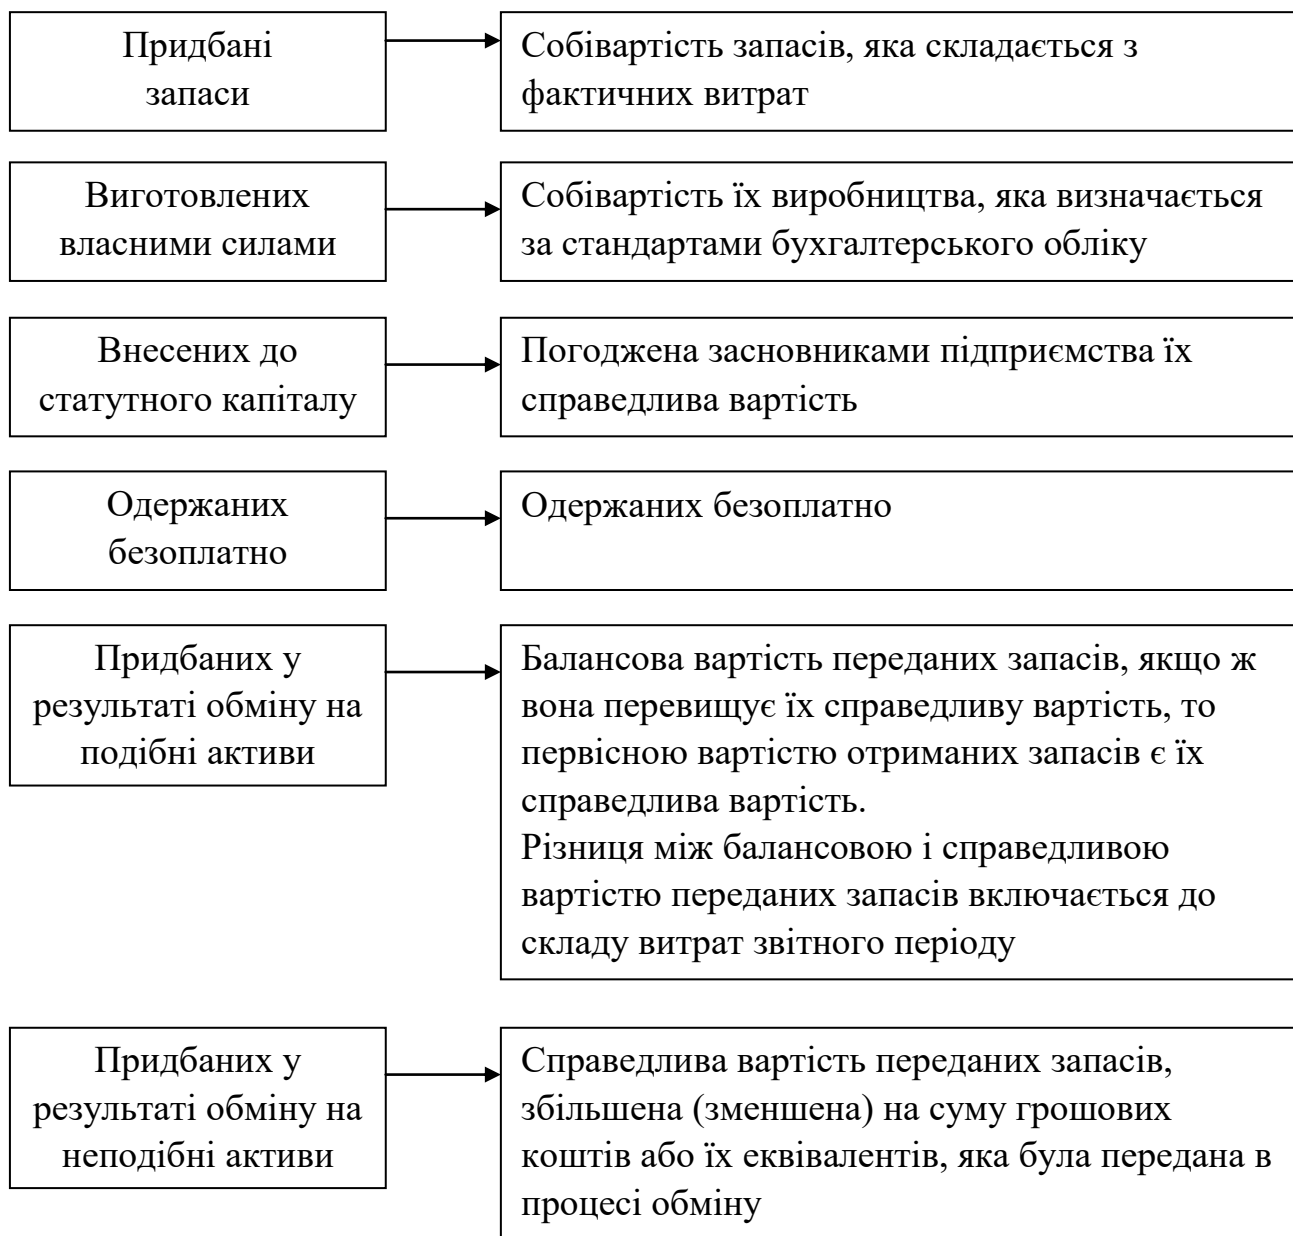 Придбані
запаси
Собівартість запасів, яка складається з
фактичних витрат
Виготовлених
власними силами
Собівартість їх виробництва, яка визначається
за стандартами бухгалтерського обліку
Внесених до
статутного капіталу
Погоджена засновниками підприємства їх
справедлива вартість
Одержаних
безоплатно
Одержаних безоплатно
Придбаних у
результаті обміну на
подібні активи
Балансова вартість переданих запасів, якщо ж
вона перевищує їх справедливу вартість, то
первісною вартістю отриманих запасів є їх
справедлива вартість.
Різниця між балансовою і справедливою
вартістю переданих запасів включається до
складу витрат звітного періоду
Придбаних у
результаті обміну на
неподібні активи
Справедлива вартість переданих запасів,
збільшена (зменшена) на суму грошових
коштів або їх еквівалентів, яка була передана в
процесі обміну